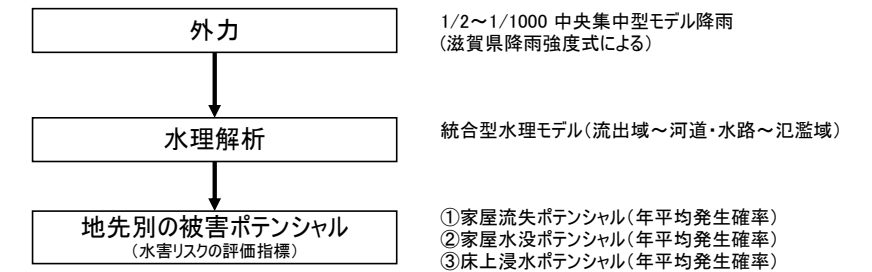 外力
1/2～1/1000 中央集中型モデル降雨
(滋賀県降雨強度式による)
水理解析
統合型水理モデル(流出域～河道・水路～氾濫域)
地先別の被害ポテンシャル
(水害リスクの評価指標)
①家屋流失ポテンシャル(年平均発生確率)
②家屋水没ポテンシャル(年平均発生確率)
③床上浸水ポテンシャル(年平均発生確率)